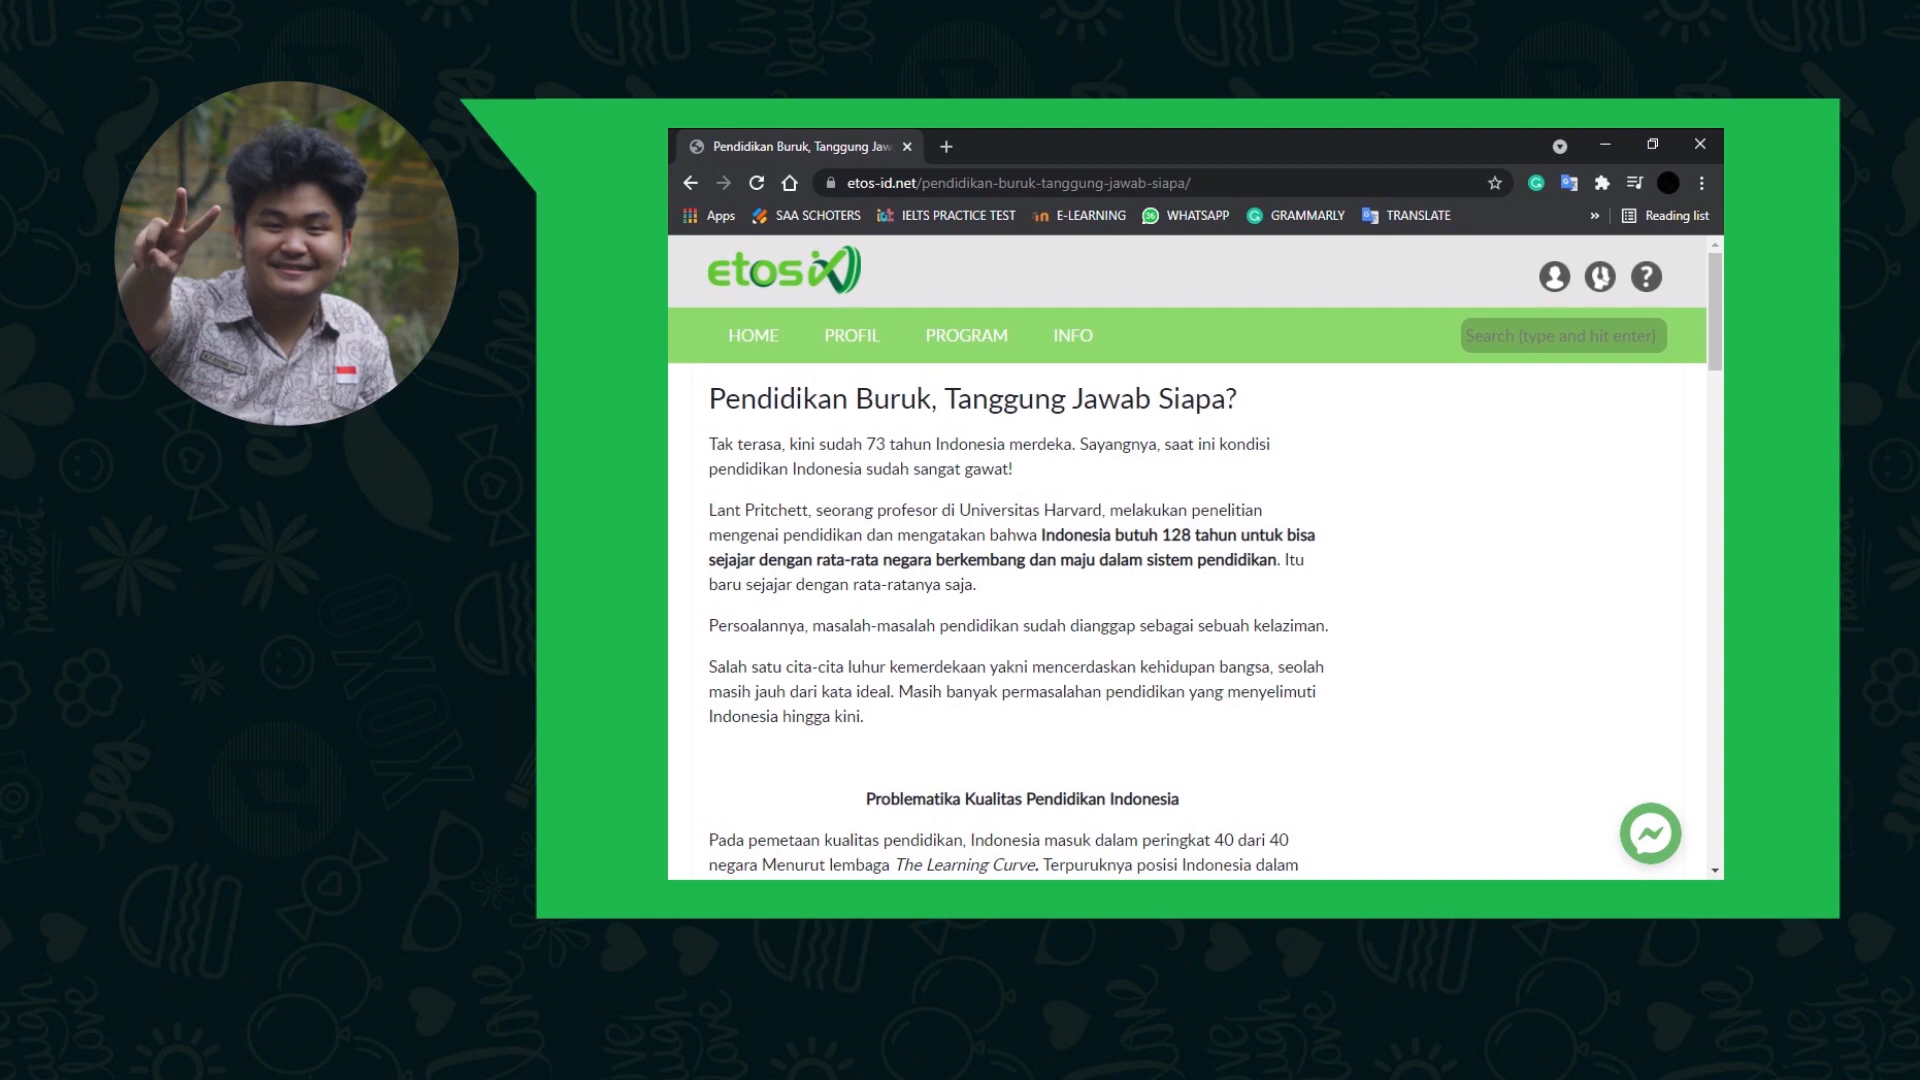 Pendidikan Buruk, Tanggung Jaw
etos-id.net/pendidikan-buruk-tanggung-jawab-siapa/
Apps SAA SCHOTERS IELTS PRACTICE TEST E-LEARNING WHATSAPP GRAMMARLY TRANSLATE » Reading list
etos iD
HOME PROFIL PROGRAM INFO Search (type and hit enter)
Pendidikan Buruk, Tanggung Jawab Siapa?
Tak terasa, kini sudah 73 tahun Indonesia merdeka. Sayangnya, saat ini kondisi
pendidikan Indonesia sudah sangat gawat!
Lant Pritchett, seorang profesor di Universitas Harvard, melakukan penelitian
mengenai pendidikan dan mengatakan bahwa Indonesia butuh 128 tahun untuk bisa
sejajar dengan rata-rata negara berkembang dan maju dalam sistem pendidikan. Itu
baru sejajar dengan rata-ratanya saja.
Persoalannya, masalah-masalah pendidikan sudah dianggap sebagai sebuah kelaziman.
Salah satu cita-cita luhur kemerdekaan yakni mencerdaskan kehidupan bangsa, seolah
masih jauh dari kata ideal. Masih banyak permasalahan pendidikan yang menyelimuti
Indonesia hingga kini.
Problematika Kualitas Pendidikan Indonesia
Pada pemetaan kualitas pendidikan, Indonesia masuk dalam peringkat 40 dari 40
negara Menurut lembaga The Learning Curve. Terpuruknya posisi Indonesia dalam